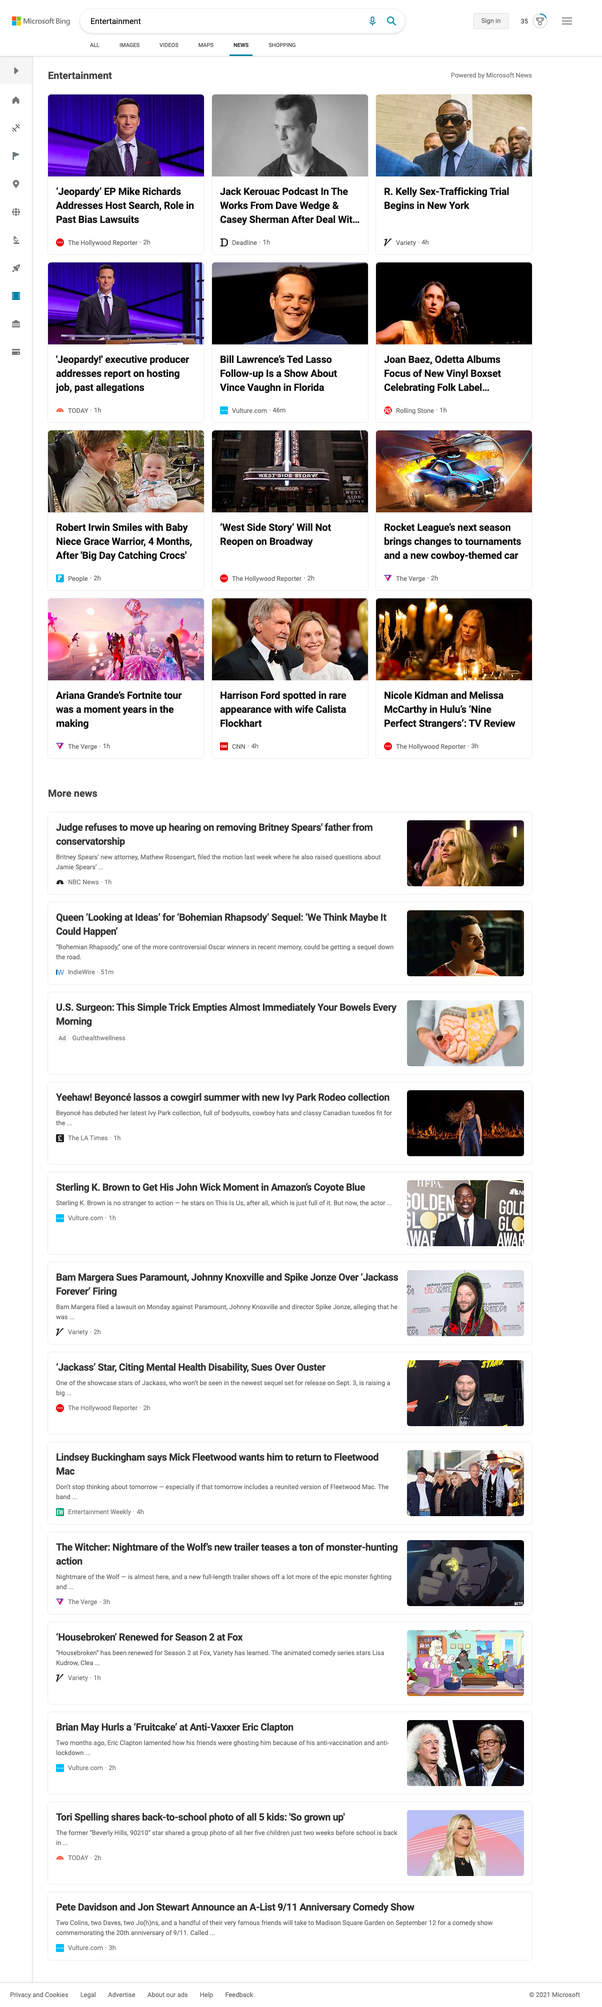 Microsoft Bing
Entertainment
Sign in
35
ALL IMAGES VIDEOS MAPS NEWS SHOPPING
Entertainment
Powered by Microsoft News
‘Jeopardy’ EP Mike Richards
Addresses Host Search, Role in
Past Bias Lawsuits
The Hollywood Reporter · 2h
Jack Kerouac Podcast In The
Works From Dave Wedge &
Casey Sherman After Deal Wit...
Deadline · 1h
R. Kelly Sex-Trafficking Trial
Begins in New York
Variety · 4h
'Jeopardy!' executive producer
addresses report on hosting
job, past allegations
TODAY · 1h
Bill Lawrence's Ted Lasso
Follow-up Is a Show About
Vince Vaughn in Florida
Vulture.com · 46m
Joan Baez, Odetta Albums
Focus of New Vinyl Boxset
Celebrating Folk Label...
Rolling Stone · 1h
Robert Irwin Smiles with Baby
Niece Grace Warrior, 4 Months,
After 'Big Day Catching Crocs'
People · 2h
WEST SIDE STORY
‘West Side Story’ Will Not
Reopen on Broadway
The Hollywood Reporter · 2h
Rocket League's next season
brings changes to tournaments
and a new cowboy-themed car
The Verge · 2h
Ariana Grande's Fortnite tour
was a moment years in the
making
The Verge · 1h
Harrison Ford spotted in rare
appearance with wife Calista
Flockhart
CNN · 4h
Nicole Kidman and Melissa
McCarthy in Hulu's ‘Nine
Perfect Strangers’: TV Review
The Hollywood Reporter · 3h
More news
Judge refuses to move up hearing on removing Britney Spears' father from
conservatorship
Britney Spears' new attorney, Mathew Rosengart, filed the motion last week where he also raised questions about
Jamie Spears' ...
NBC News · 1h
Queen ‘Looking at Ideas’ for ‘Bohemian Rhapsody’ Sequel: ‘We Think Maybe It
Could Happen’
"Bohemian Rhapsody," one of the more controversial Oscar winners in recent memory, could be getting a sequel down
the road.
IndieWire · 51m
U.S. Surgeon: This Simple Trick Empties Almost Immediately Your Bowels Every
Morning
Ad Guthealthwellness
Yeehaw! Beyoncé lassos a cowgirl summer with new Ivy Park Rodeo collection
Beyoncé has debuted her latest Ivy Park collection, full of bodysuits, cowboy hats and classy Canadian tuxedos fit for
the ...
The LA Times · 1h
Sterling K. Brown to Get His John Wick Moment in Amazon's Coyote Blue
Sterling K. Brown is no stranger to action — he stars on This Is Us, after all, which is just full of it. But now, the actor ...
Vulture.com · 1h
HFPA
GOLDEN
Bam Margera Sues Paramount, Johnny Knoxville and Spike Jonze Over ‘Jackass
Forever’ Firing
Bam Margera filed a lawsuit on Monday against Paramount, Johnny Knoxville and director Spike Jonze, alleging that he
was ...
Variety · 2h
‘Jackass’ Star, Citing Mental Health Disability, Sues Over Ouster
One of the showcase stars of Jackass, who won't be seen in the newest sequel set for release on Sept. 3, is raising a
big ...
The Hollywood Reporter · 2h
Lindsey Buckingham says Mick Fleetwood wants him to return to Fleetwood
Mac
Don't stop thinking about tomorrow — especially if that tomorrow includes a reunited version of Fleetwood Mac. The
band ...
Entertainment Weekly · 4h
The Witcher: Nightmare of the Wolf's new trailer teases a ton of monster-hunting
action
Nightmare of the Wolf — is almost here, and a new full-length trailer shows off a lot more of the epic monster fighting
and ...
The Verge · 3h
NETFLIX
‘Housebroken’ Renewed for Season 2 at Fox
"Housebroken" has been renewed for Season 2 at Fox, Variety has learned. The animated comedy series stars Lisa
Kudrow, Clea ...
Variety · 1h
Brian May Hurls a ‘Fruitcake’ at Anti-Vaxxer Eric Clapton
Two months ago, Eric Clapton lamented how his friends were ghosting him because of his anti-vaccination and anti-
lockdown ...
Vulture.com · 2h
Tori Spelling shares back-to-school photo of all 5 kids: 'So grown up'
The former "Beverly Hills, 90210" star shared a group photo of all her five children just two weeks before school is back
in ...
TODAY · 2h
Pete Davidson and Jon Stewart Announce an A-List 9/11 Anniversary Comedy Show
Two Colins, two Daves, two Jo(h)ns, and a handful of their very famous friends will take to Madison Square Garden on September 12 for a comedy show
commemorating the 20th anniversary of 9/11. Called ...
Vulture.com · 3h
Privacy and Cookies Legal Advertise About our ads Help Feedback
© 2021 Microsoft